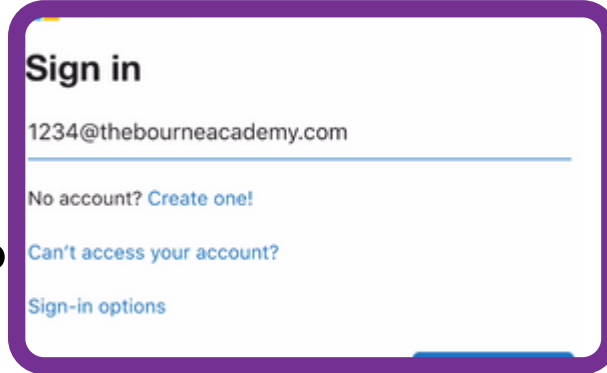 Sign in
1234@thebourneacademy.com
No account? Create one!
Can't access your account?
Sign-in options